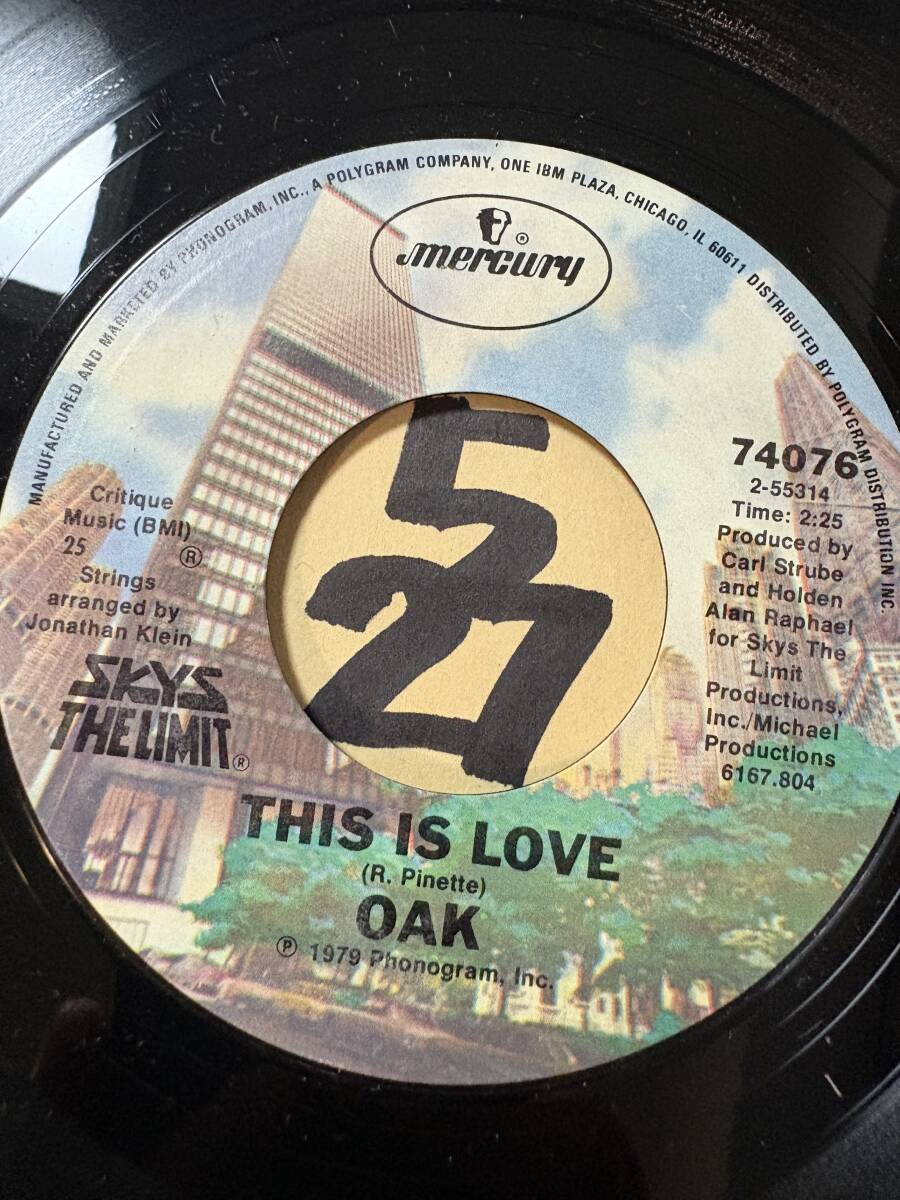 MANUFACTURED AND MARKETED BY PHONOGRAM, INC., A POLYGRAM COMPANY, ONE IBM PLAZA, CHICAGO, IL 60611 DISTRIBUTED BY POLYGRAM DISTRIBUTION INC
mercury®
Critique
Music (BMI)
25 ®
Strings
arranged by
Jonathan Klein
SKYS
THE LIMIT®
5
27
74076
2-55314
Time: 2:25
Produced by
Carl Strube
and Holden
Alan Raphael
for Skys The
Limit
Productions,
Inc./Michael
Productions
6167.804
THIS IS LOVE
(R. Pinette)
OAK
℗ 1979 Phonogram, Inc.